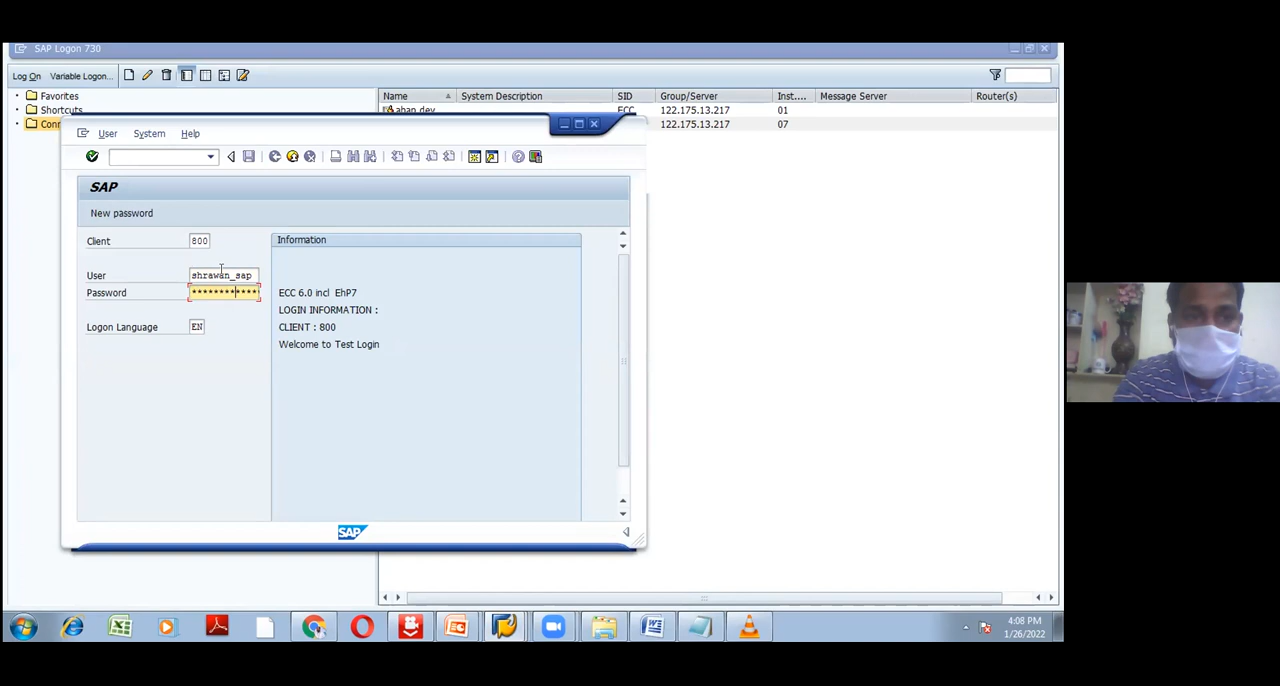 SAP Logon 730
Log On Variable Logon...
Favorites
Shortcuts
Name System Description SID Group/Server Inst.... Message Server Router(s)
ahan dev ECC 122.175.13.217 01
122.175.13.217 07
User System Help
SAP
New password
Client 800
User shrawan_sap
Password *************
Logon Language EN
Information
ECC 6.0 incl EhP7
LOGIN INFORMATION :
CLIENT : 800
Welcome to Test Login
SAP
4:08 PM
1/26/2022